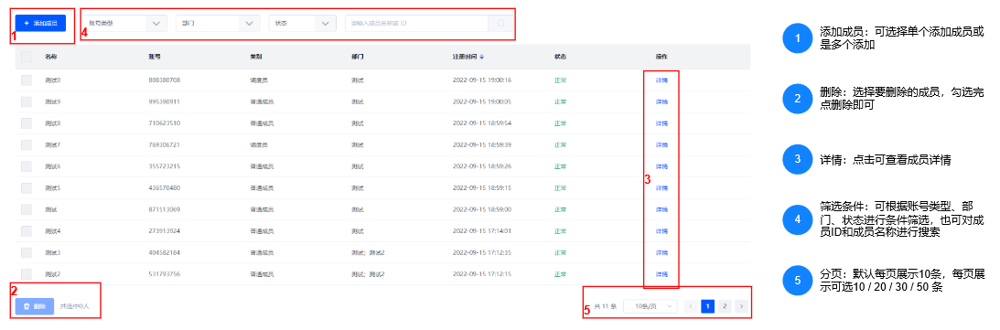 + 添加成员 账号类型 部门 状态 请输入成员名称或 ID
1 4
名称 账号 类别 部门 注册时间 状态 操作
测试0 808380708 调度员 测试 2022-09-15 19:00:16 正常 详情
测试9 995390911 普通成员 测试 2022-09-15 19:00:05 正常 详情
测试8 710623510 普通成员 测试 2022-09-15 18:59:54 正常 详情
测试7 769306721 调度员 测试 2022-09-15 18:59:39 正常 详情
测试6 355723215 普通成员 测试 2022-09-15 18:59:26 正常 详情
3
测试5 436570480 普通成员 测试 2022-09-15 18:59:15 正常 详情
测试 871513069 普通成员 测试 2022-09-15 18:59:00 正常 详情
测试4 273913924 普通成员 测试 2022-09-15 17:14:01 正常 详情
测试3 404582184 普通成员 测试; 测试2 2022-09-15 17:12:35 正常 详情
测试2 531793756 普通成员 测试; 测试2 2022-09-15 17:12:15 正常 详情
2
删除 共选中0人
5 共 11 条 10条/页 < 1 2 >
1 添加成员：可选择单个添加成员或
是多个添加
2 删除：选择要删除的成员，勾选完
点删除即可
3 详情：点击可查看成员详情
4 筛选条件：可根据账号类型、部
门、状态进行条件筛选，也可对成
员ID和成员名称进行搜索
5 分页：默认每页展示10条，每页展
示可选10 / 20 / 30 / 50 条